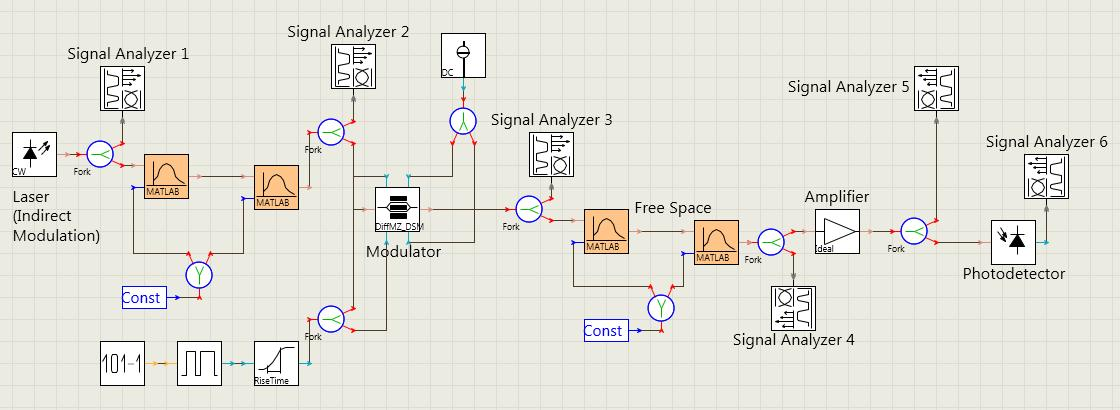 Signal Analyzer 1
Signal Analyzer 2
DC
Signal Analyzer 3
Signal Analyzer 5
Signal Analyzer 6
CW
Fork
MATLAB
MATLAB
Fork
Laser
(Indirect
Modulation)
DiffMZ_DSM
Modulator
Fork
MATLAB
Free Space
MATLAB
Fork
Amplifier
Ideal
Fork
Photodetector
Const
Const
Signal Analyzer 4
Fork
101-1
RiseTime